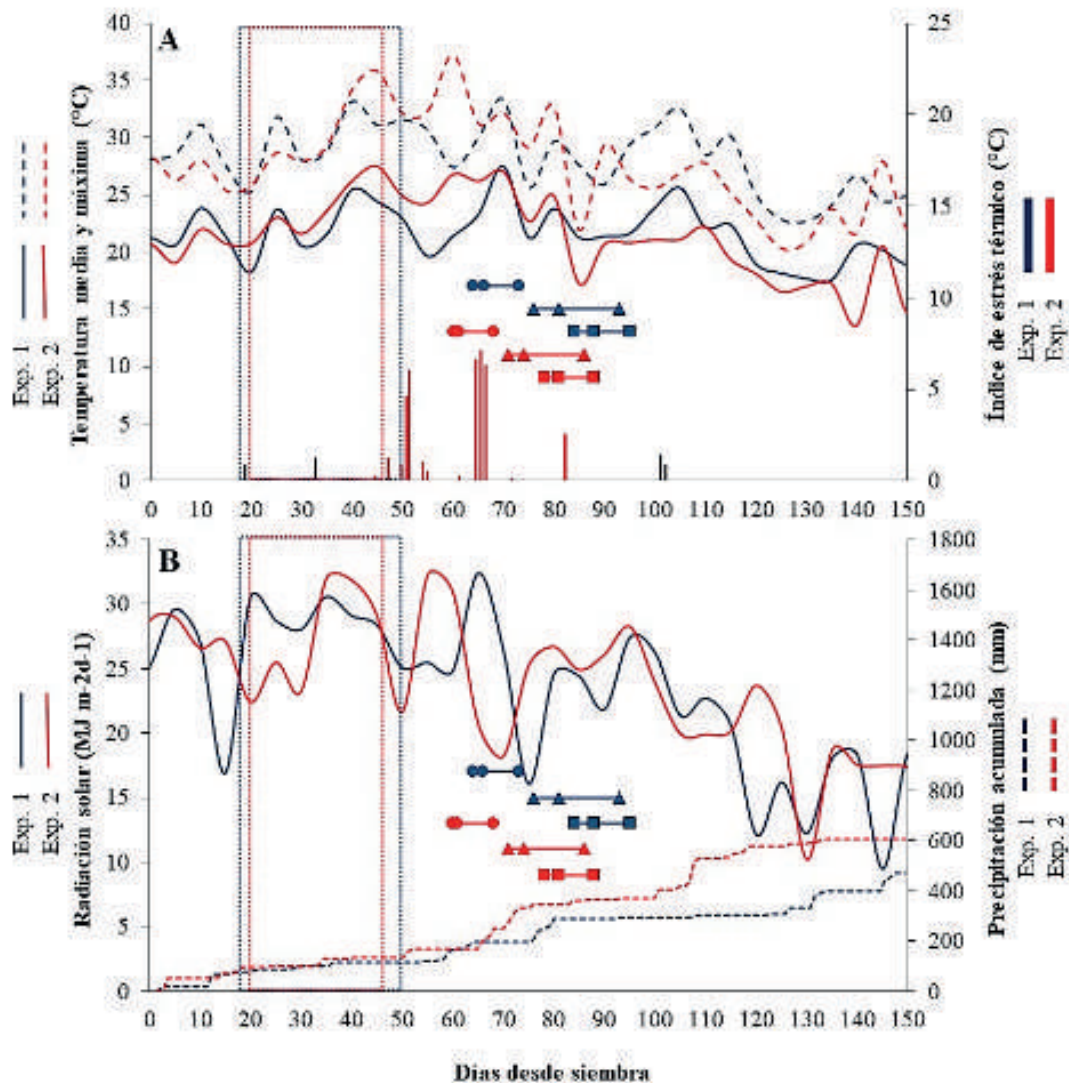 A
Temperatura media y máxima (°C)
Exp. 1
Exp. 2
40
35
30
25
20
15
10
5
0
25
20
15
10
5
0
Índice de estrés térmico (°C)
Exp. 1
Exp. 2
0 10 20 30 40 50 60 70 80 90 100 110 120 130 140 150
B
Radiación solar (MJ m-2d-1)
Exp. 1
Exp. 2
35
30
25
20
15
10
5
0
1800
1600
1400
1200
1000
800
600
400
200
0
Precipitación acumulada (mm)
Exp. 1
Exp. 2
0 10 20 30 40 50 60 70 80 90 100 110 120 130 140 150
Días desde siembra